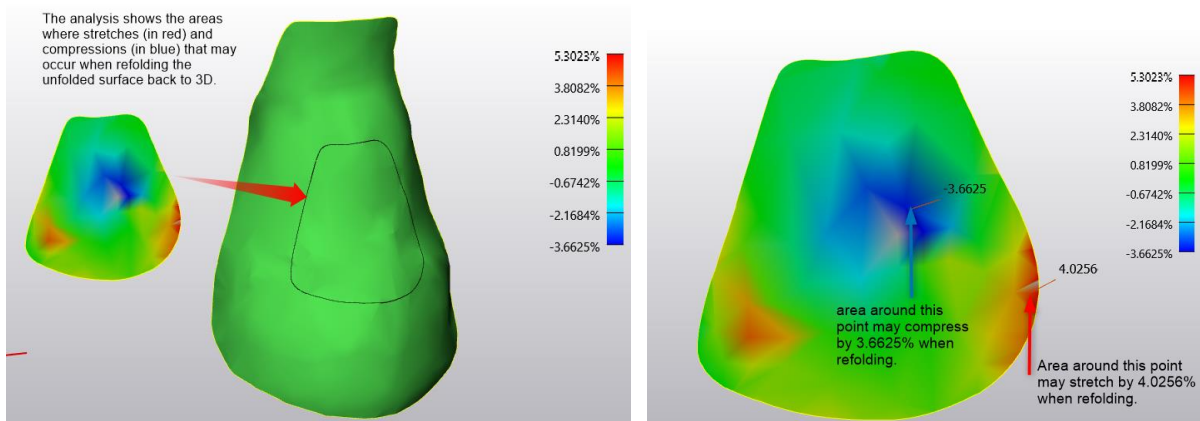 The analysis shows the areas
where stretches (in red) and
compressions (in blue) that may
occur when refolding the
unfolded surface back to 3D.
5.3023%
3.8082%
2.3140%
0.8199%
-0.6742%
-2.1684%
-3.6625%
5.3023%
3.8082%
2.3140%
0.8199%
-0.6742%
-2.1684%
-3.6625%
-3.6625
4.0256
area around this
point may compress
by 3.6625% when
refolding.
Area around this point
may stretch by 4.0256%
when refolding.